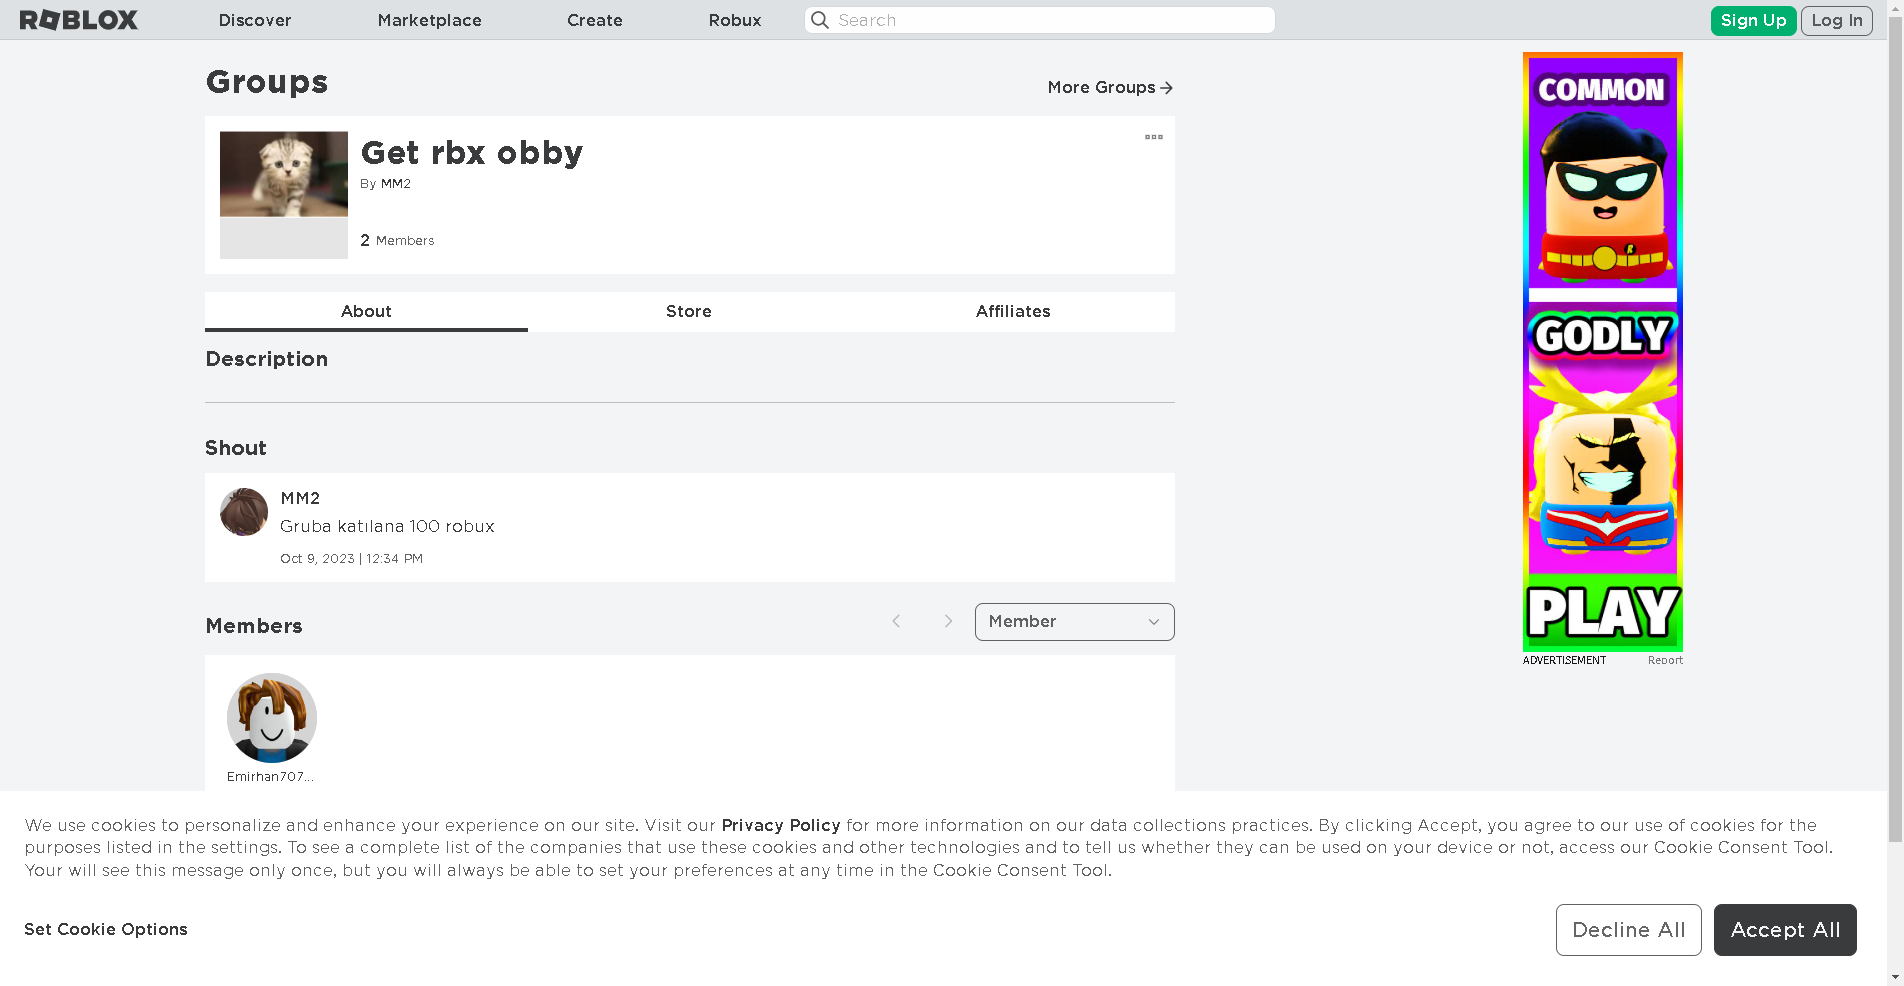 ROBLOX
Discover
Marketplace
Create
Robux
Search
Sign Up
Log In
Groups
More Groups
Get rbx obby
By MM2
2 Members
About
Store
Affiliates
Description
Shout
MM2
Gruba katılana 100 robux
Oct 9, 2023 | 12:34 PM
Members
Member
Emirhan707...
COMMON
R
GODLY
PLAY
ADVERTISEMENT
Report
We use cookies to personalize and enhance your experience on our site. Visit our Privacy Policy for more information on our data collections practices. By clicking Accept, you agree to our use of cookies for the
purposes listed in the settings. To see a complete list of the companies that use these cookies and other technologies and to tell us whether they can be used on your device or not, access our Cookie Consent Tool.
Your will see this message only once, but you will always be able to set your preferences at any time in the Cookie Consent Tool.
Set Cookie Options
Decline All
Accept All